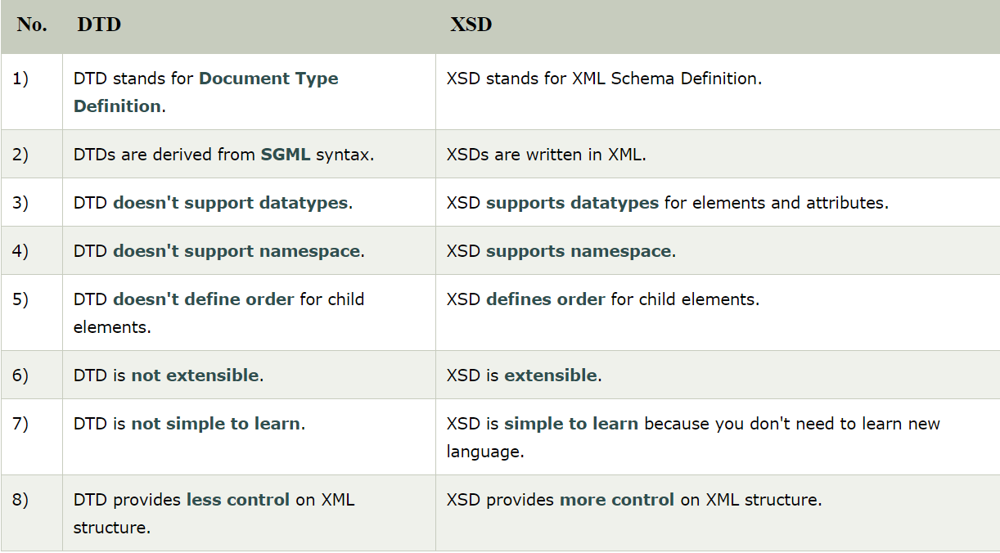 No. DTD XSD
1) DTD stands for Document Type XSD stands for XML Schema Definition.
Definition.
2) DTDs are derived from SGML syntax. XSDs are written in XML.
3) DTD doesn't support datatypes. XSD supports datatypes for elements and attributes.
4) DTD doesn't support namespace. XSD supports namespace.
5) DTD doesn't define order for child XSD defines order for child elements.
elements.
6) DTD is not extensible. XSD is extensible.
7) DTD is not simple to learn. XSD is simple to learn because you don't need to learn new
language.
8) DTD provides less control on XML XSD provides more control on XML structure.
structure.